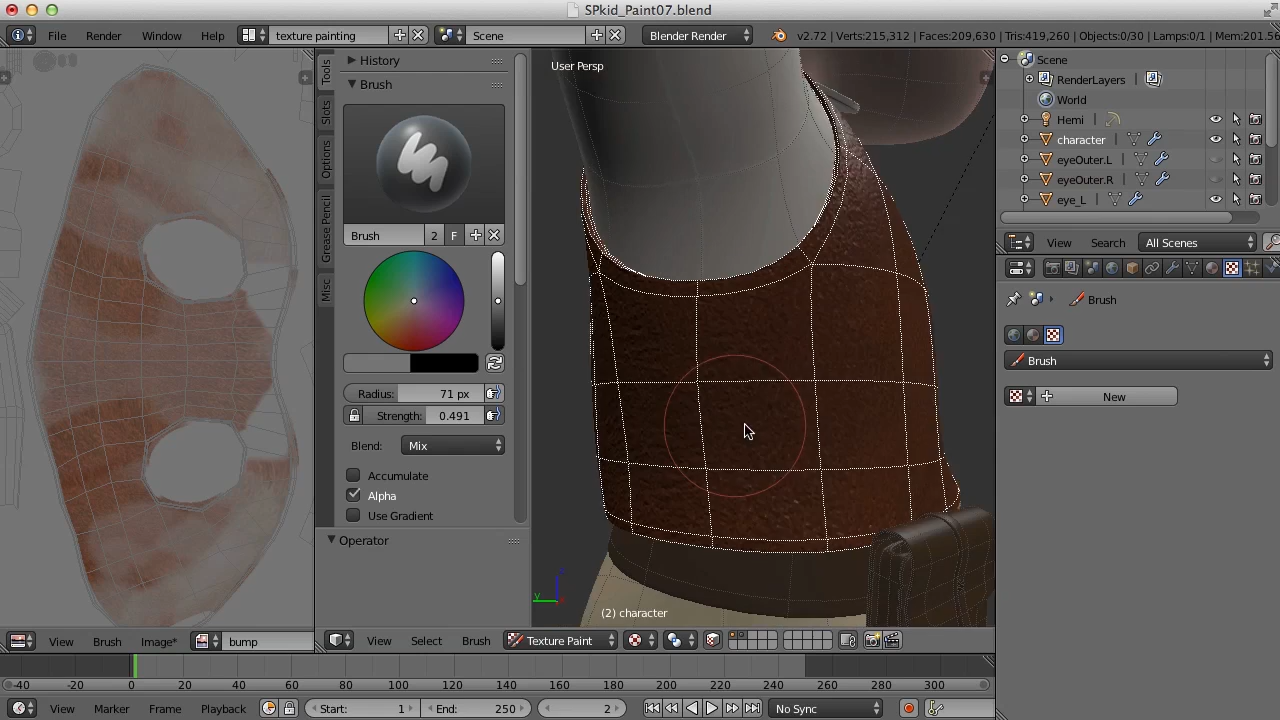 SPkid_Paint07.blend
File Render Window Help texture painting Scene Blender Render v2.72 | Verts:215,312 | Faces:209,630 | Tris:419,260 | Objects:0/30 | Lamps:0/1 | Mem:201.56
History
Brush
Tools
Slots
Options
Grease Pencil
Misc
Brush 2 F
Radius: 71 px
Strength: 0.491
Blend: Mix
Accumulate
Alpha
Use Gradient
Operator
User Persp
(2) character
z
y
Scene
RenderLayers
World
Hemi
character
eyeOuter.L
eyeOuter.R
eye_L
View Search All Scenes
Brush
Brush
New
View Brush Image* bump
View Select Brush Texture Paint
-40 -20 0 20 40 60 80 100 120 140 160 180 200 220 240 260 280 300
View Marker Frame Playback Start: 1 End: 250 2 No Sync